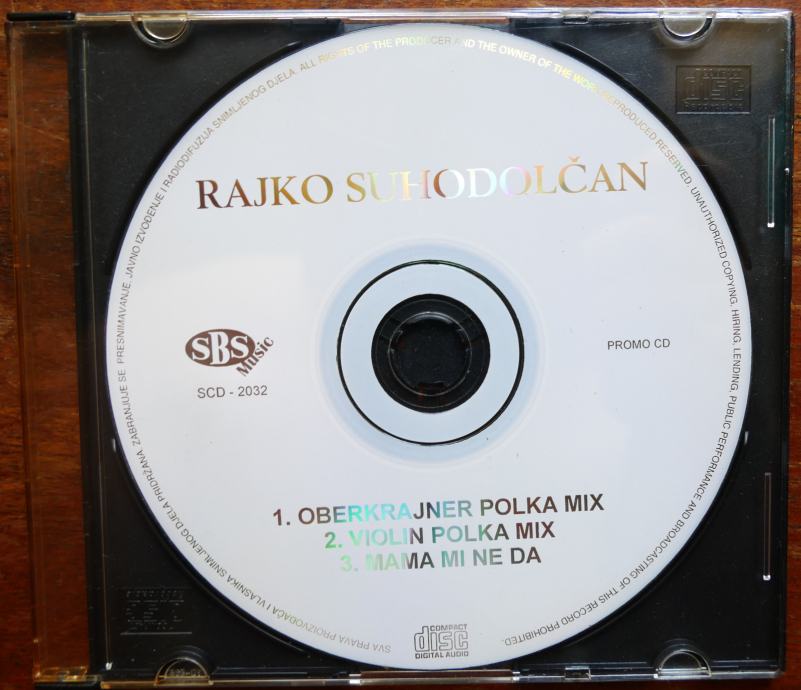 RAJKO SUHODOLČAN
SBS
Music
SCD - 2032
PROMO CD
1. OBERKRAJNER POLKA MIX
2. VIOLIN POLKA MIX
3. MAMA MI NE DA
COMPACT
disc
DIGITAL AUDIO
SVA PRAVA PROIZVOĐAČA I VLASNIKA SNIMLJENOG DJELA PRIDRŽANA. ZABRANJUJE SE PRESNIMAVANJE, JAVNO IZVOĐENJE I RADIODIFUZIJA SNIMLJENOG DJELA. ALL RIGHTS OF THE PRODUCER AND THE OWNER OF THE WORK REPRODUCED RESERVED. UNAUTHORIZED COPYING, HIRING, LENDING, PUBLIC PERFORMANCE AND BROADCASTING OF THIS RECORD PROHIBITED.
disc
Recordable